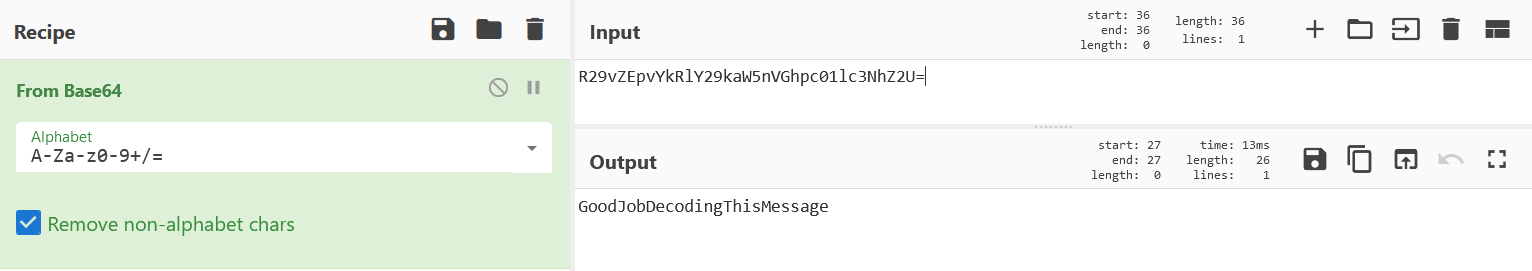 Recipe
From Base64
Alphabet
A-Za-z0-9+/=
Remove non-alphabet chars
Input
start: 36
end: 36
length: 0
length: 36
lines: 1
R29vZEpvYkRlY29kaW5nVGhpc01lc3NhZ2U=
Output
start: 27
end: 27
length: 0
time: 13ms
length: 26
lines: 1
GoodJobDecodingThisMessage